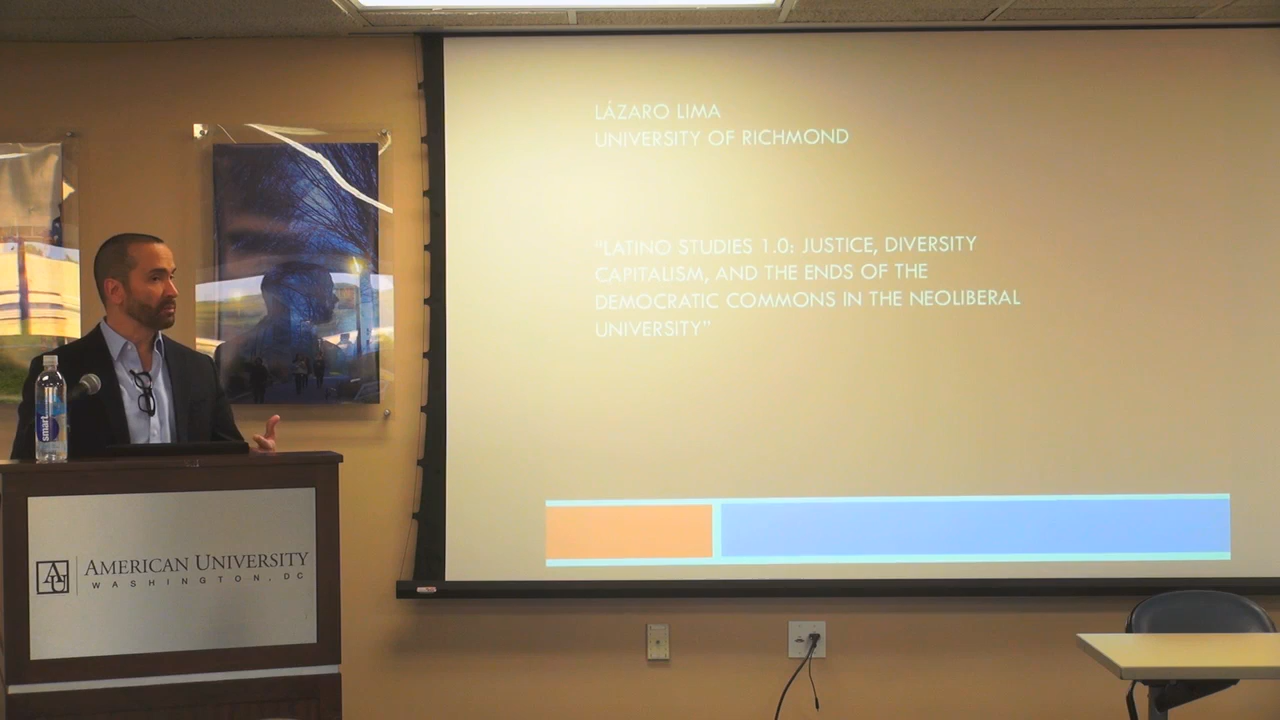 LÁZARO LIMA
UNIVERSITY OF RICHMOND
"LATINO STUDIES 1.0: JUSTICE, DIVERSITY
CAPITALISM, AND THE ENDS OF THE
DEMOCRATIC COMMONS IN THE NEOLIBERAL
UNIVERSITY"
smart
AU
AMERICAN UNIVERSITY
WASHINGTON, DC